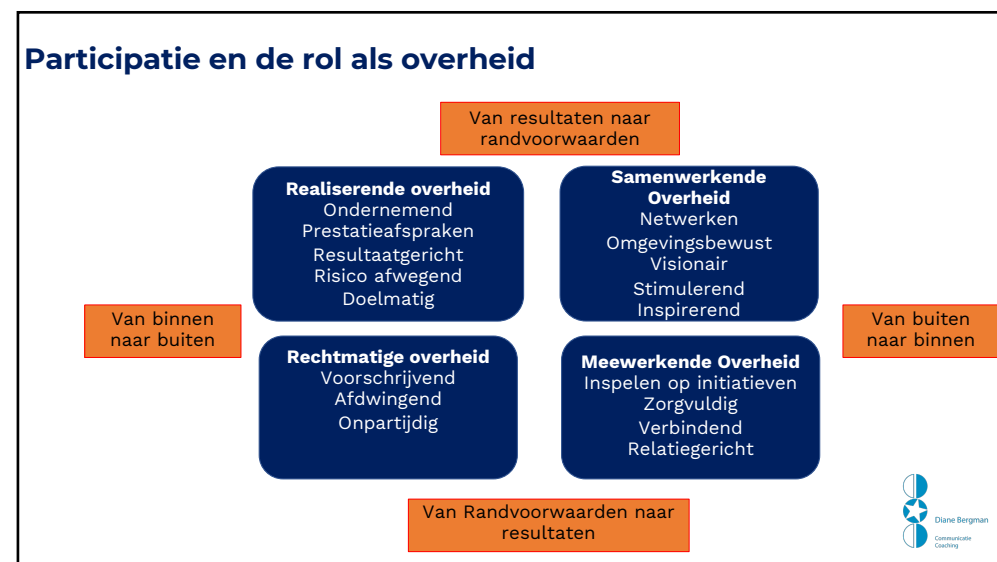 Participatie en de rol als overheid
Van resultaten naar
randvoorwaarden
Realiserende overheid
Ondernemend
Prestatieafspraken
Resultaatgericht
Risico afwegend
Doelmatig
Samenwerkende
Overheid
Netwerken
Omgevingsbewust
Visionair
Stimulerend
Inspirerend
Van binnen
naar buiten
Van buiten
naar binnen
Rechtmatige overheid
Voorschrijvend
Afdwingend
Onpartijdig
Meewerkende Overheid
Inspelen op initiatieven
Zorgvuldig
Verbindend
Relatiegericht
Van Randvoorwaarden naar
resultaten
Diane Bergman
Communicatie
Coaching